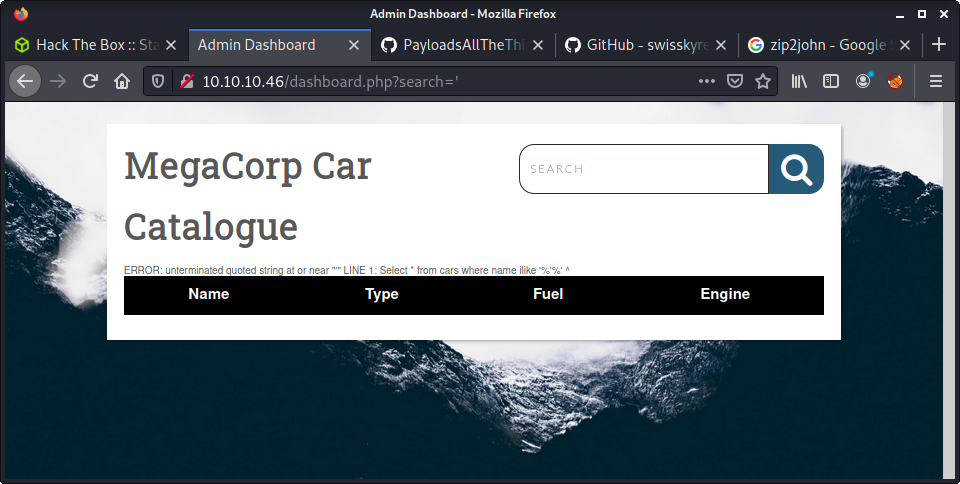 Admin Dashboard - Mozilla Firefox
Hack The Box :: Sta
Admin Dashboard
PayloadsAllTheThi
GitHub - swisskyre
zip2john - Google
10.10.10.46/dashboard.php?search='
MegaCorp Car
Catalogue
SEARCH
ERROR: unterminated quoted string at or near "'" LINE 1: Select * from cars where name ilike '%'%' ^
Name Type Fuel Engine